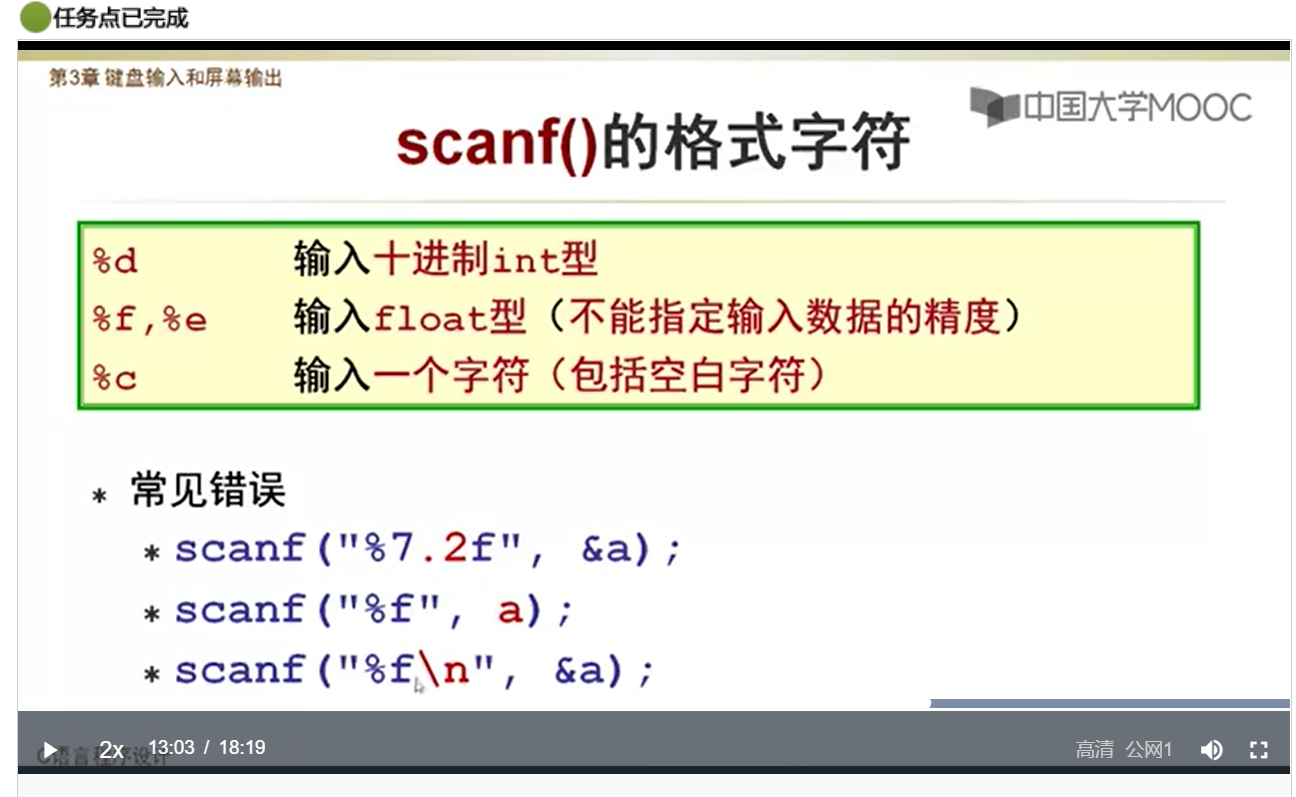 任务点已完成
第3章 键盘输入和屏幕输出
中国大学MOOC
scanf()的格式字符
%d 输入十进制int型
%f,%e 输入float型（不能指定输入数据的精度）
%c 输入一个字符（包括空白字符）
* 常见错误
* scanf("%7.2f", &a);
* scanf("%f", a);
* scanf("%f\n", &a);
C语言程序设计
2x 13:03 / 18:19 高清 公网1